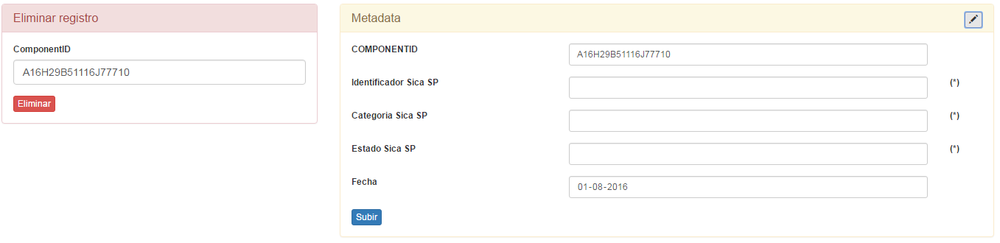 Eliminar registro
ComponentID
A16H29B51116J77710
Eliminar
Metadata
COMPONENTID
A16H29B51116J77710
Identificador Sica SP
(*)
Categoria Sica SP
(*)
Estado Sica SP
(*)
Fecha
01-08-2016
Subir